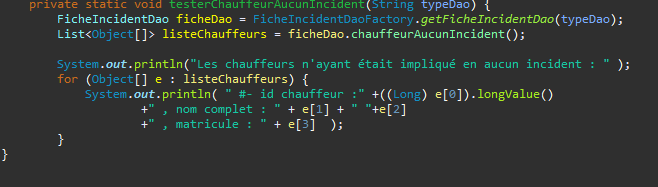 private static void testerChauffeurAucunIncident(String typeDao) {
FicheIncidentDao ficheDao = FicheIncidentDaoFactory.getFicheIncidentDao(typeDao);
List<Object[]> listeChauffeurs = ficheDao.chauffeurAucunIncident();
System.out.println("Les chauffeurs n'ayant était impliqué en aucun incident : " );
for (Object[] e : listeChauffeurs) {
System.out.println( " #- id chauffeur :" +((Long) e[0]).longValue()
+" , nom complet : " + e[1] + " "+e[2]
+" , matricule : " + e[3]  );
}
}